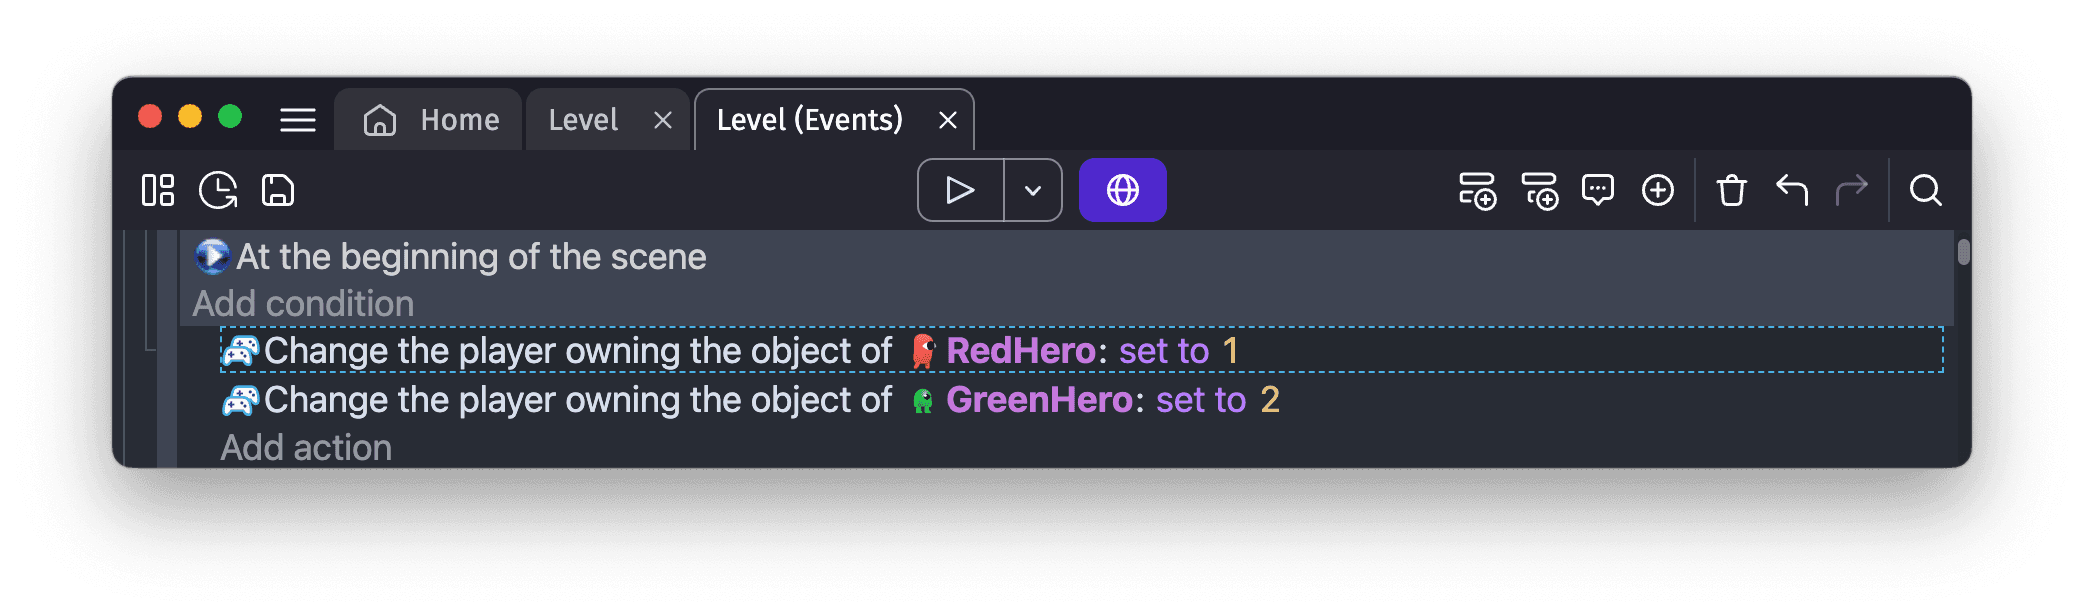 Home Level Level (Events)
At the beginning of the scene
Add condition
Change the player owning the object of RedHero: set to 1
Change the player owning the object of GreenHero: set to 2
Add action